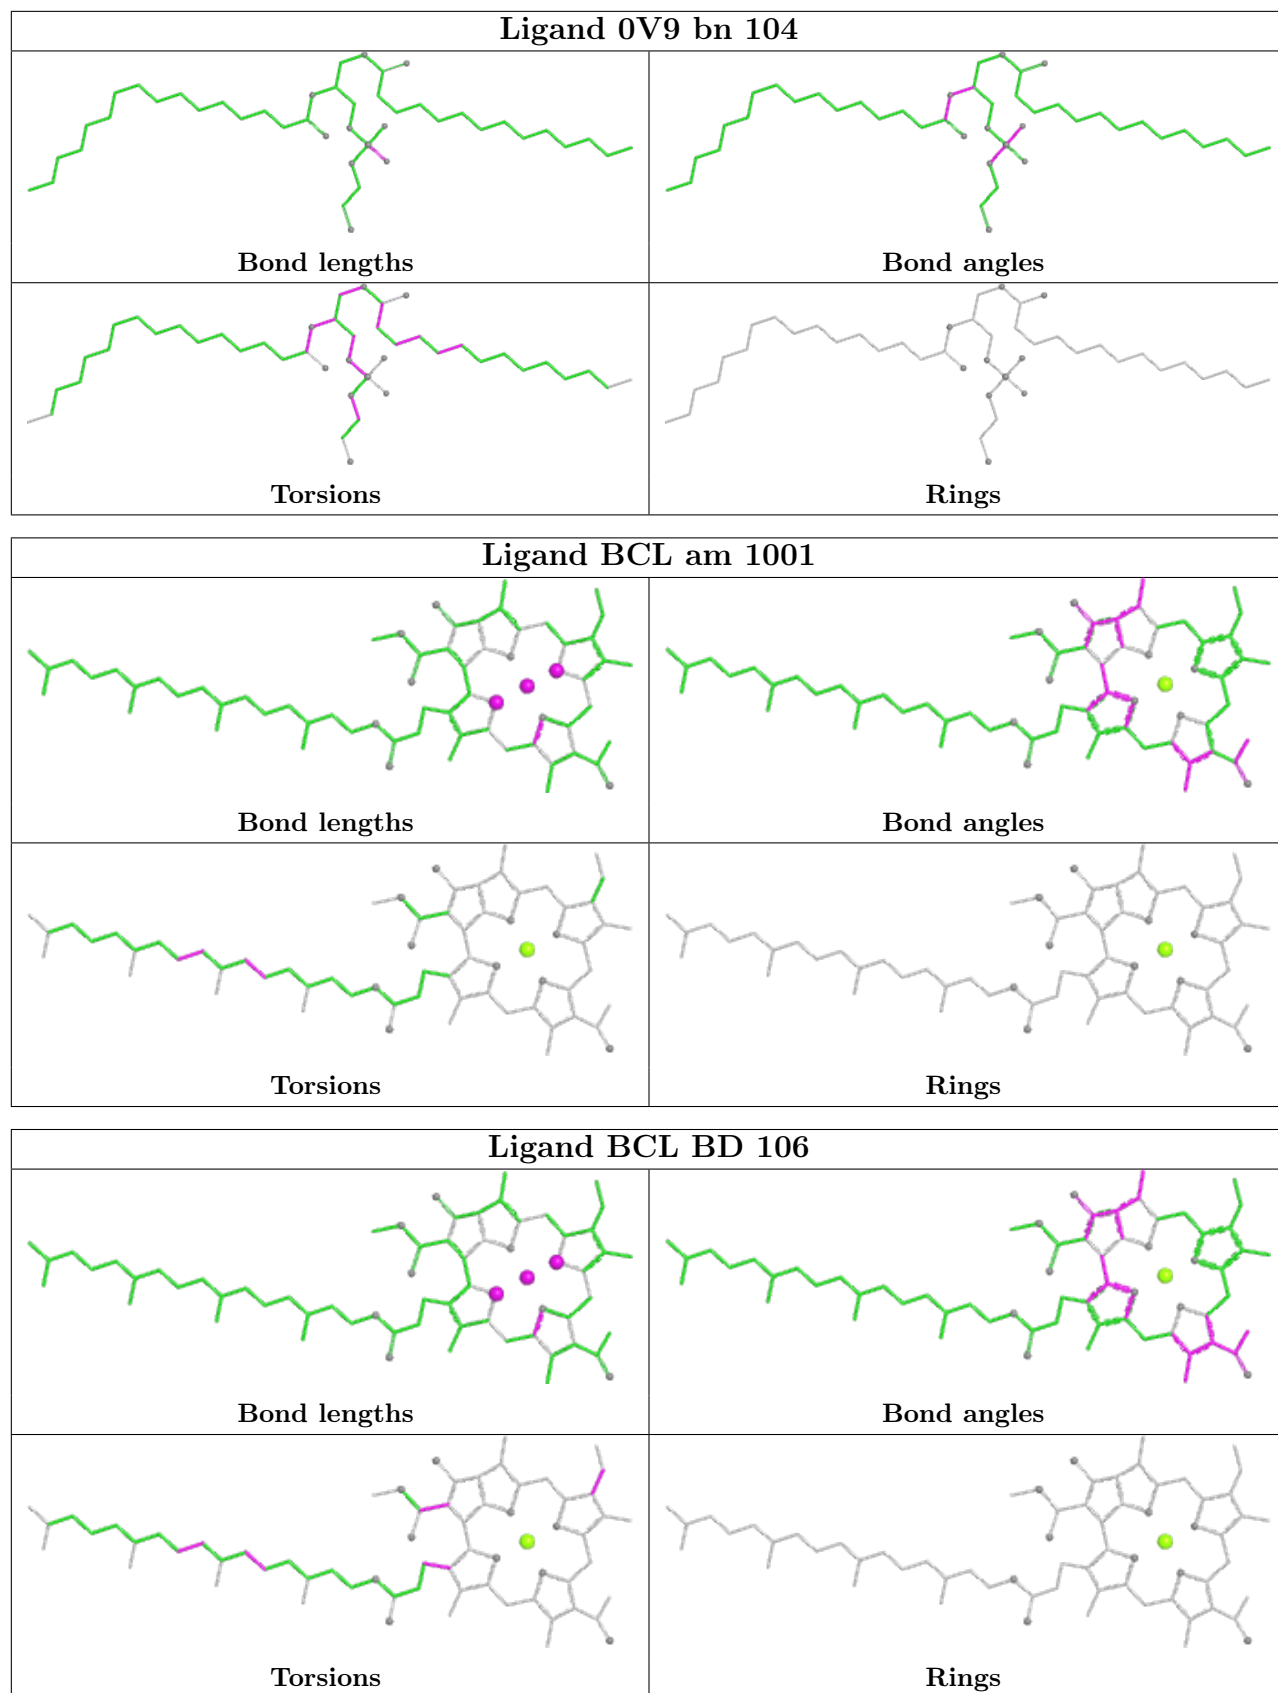 Ligand 0V9 bn 104
Bond lengths
Bond angles
Torsions
Rings
Ligand BCL am 1001
Bond lengths
Bond angles
Torsions
Rings
Ligand BCL BD 106
Bond lengths
Bond angles
Torsions
Rings